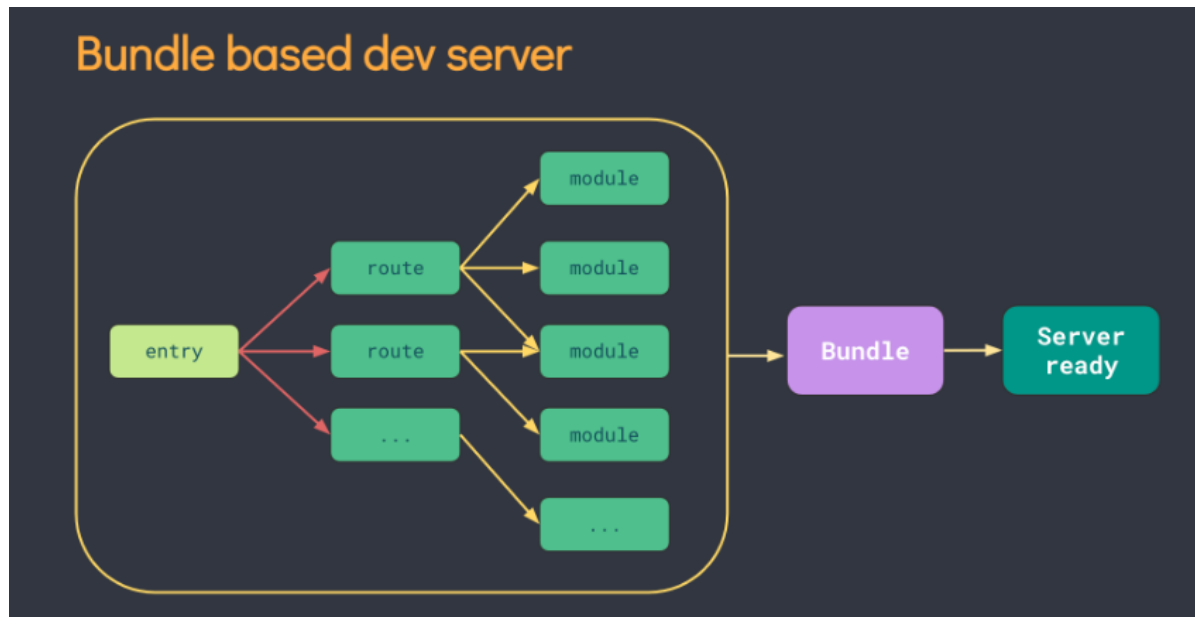 Bundle based dev server
module
route
module
entry
route
module
Bundle
Server
ready
...
module
...